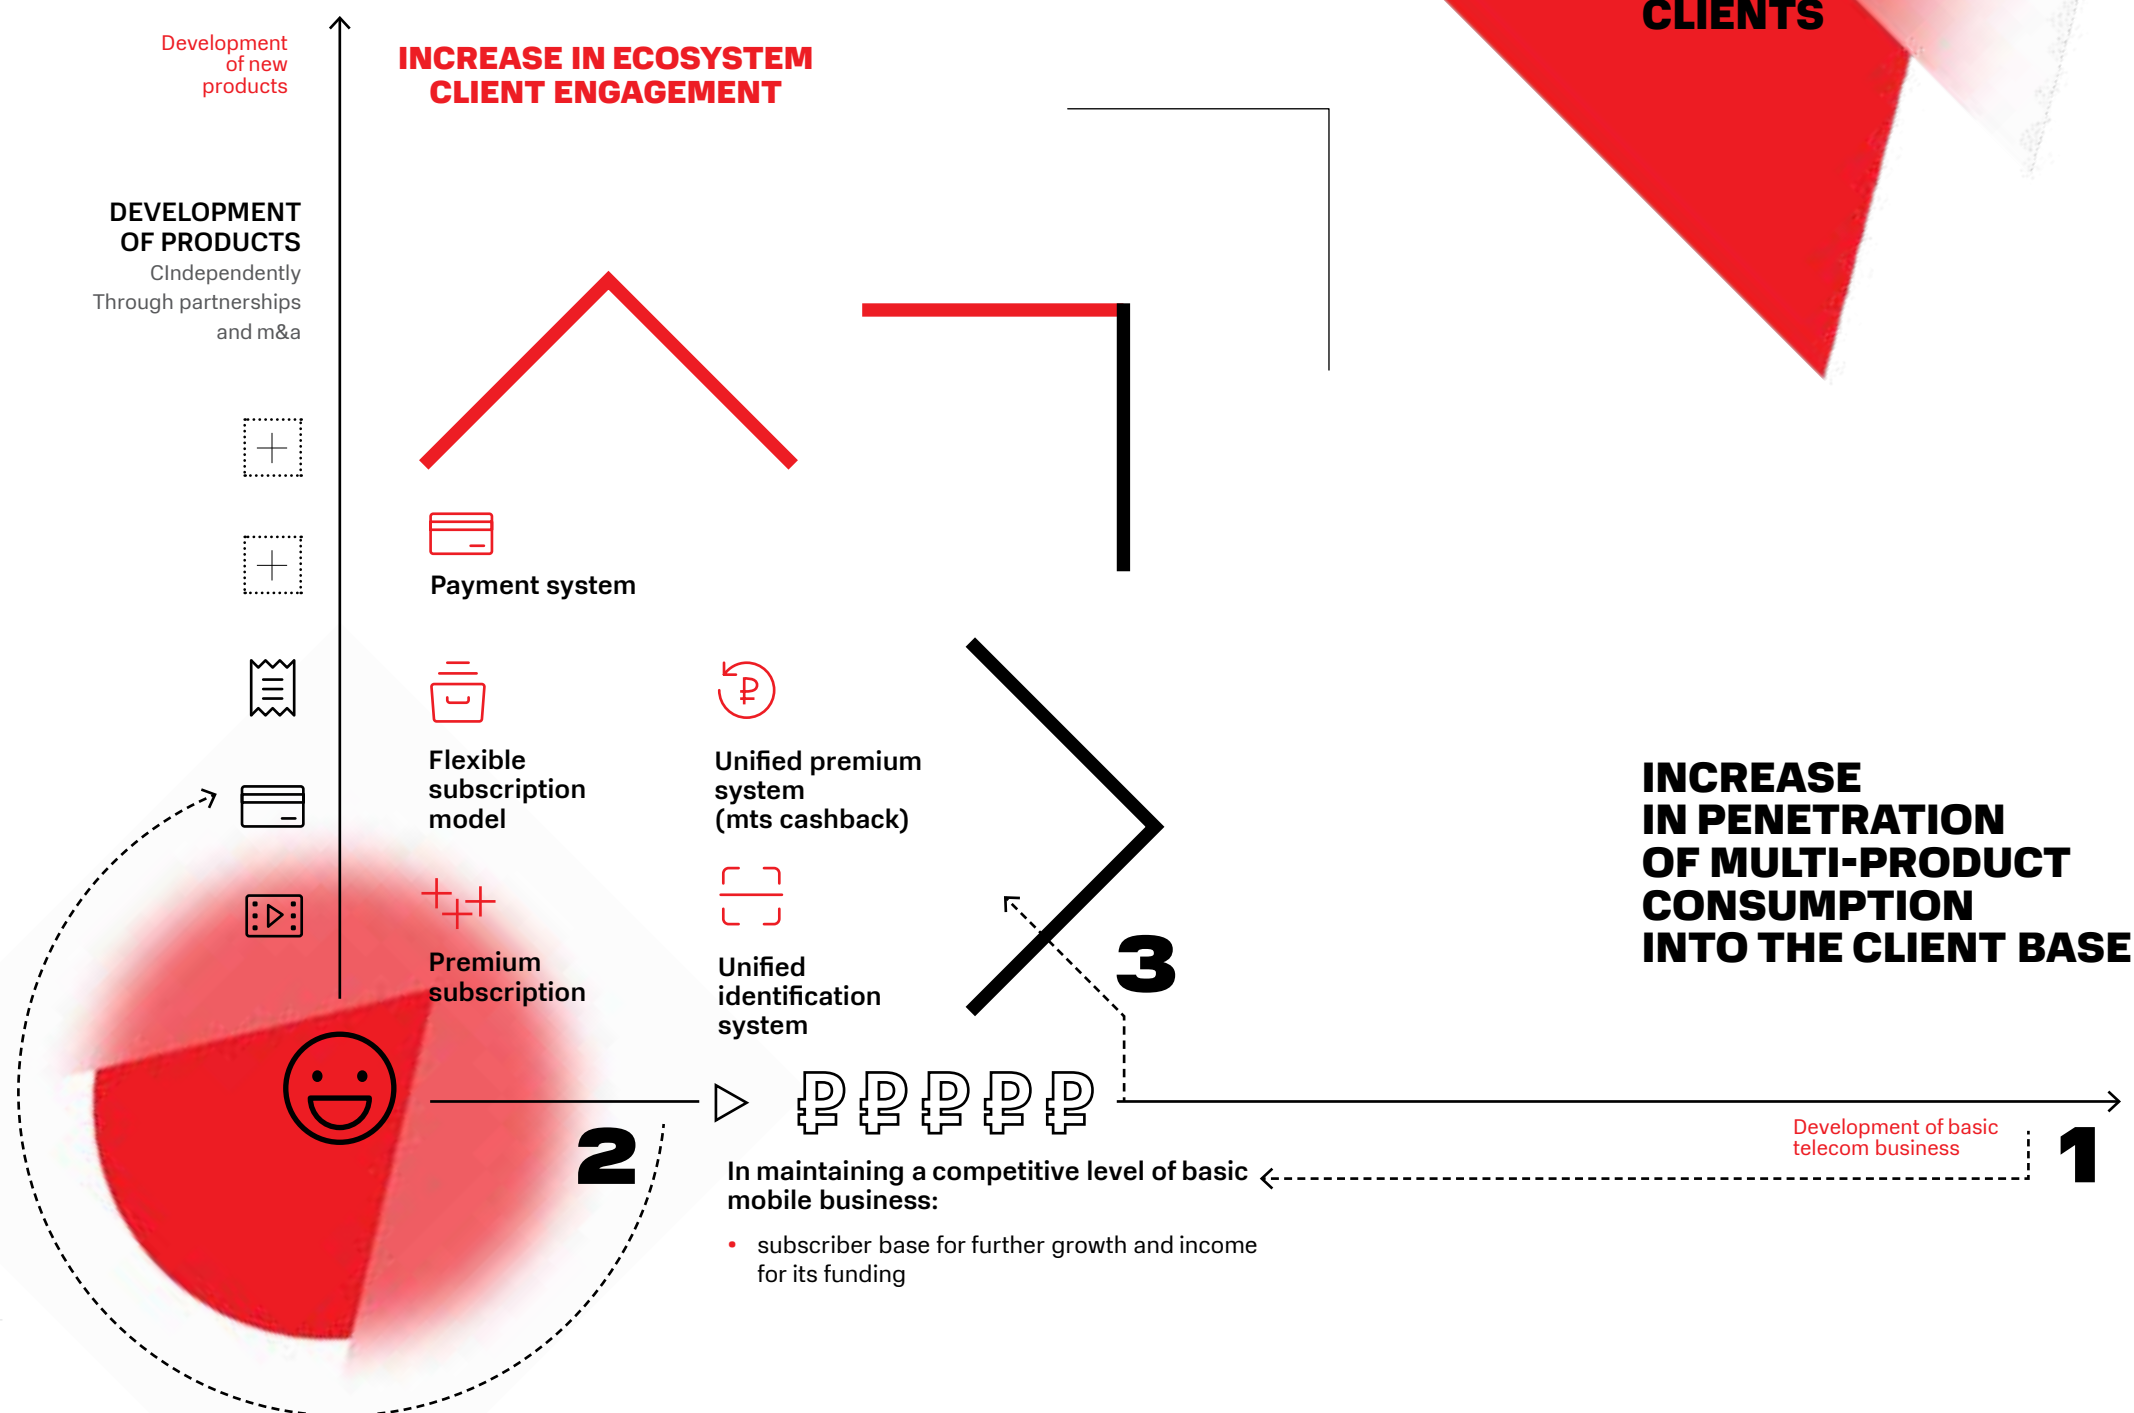 CLIENTS
Development
of new
products
INCREASE IN ECOSYSTEM
CLIENT ENGAGEMENT
DEVELOPMENT
OF PRODUCTS
CIndependently
Through partnerships
and m&a
Payment system
Flexible
subscription
model
Unified premium
system
(mts cashback)
INCREASE
IN PENETRATION
OF MULTI-PRODUCT
CONSUMPTION
INTO THE CLIENT BASE
Premium
subscription
Unified
identification
system
3
₽ ₽ ₽ ₽ ₽
2
Development of basic
telecom business
1
In maintaining a competitive level of basic
mobile business:
• subscriber base for further growth and income
for its funding